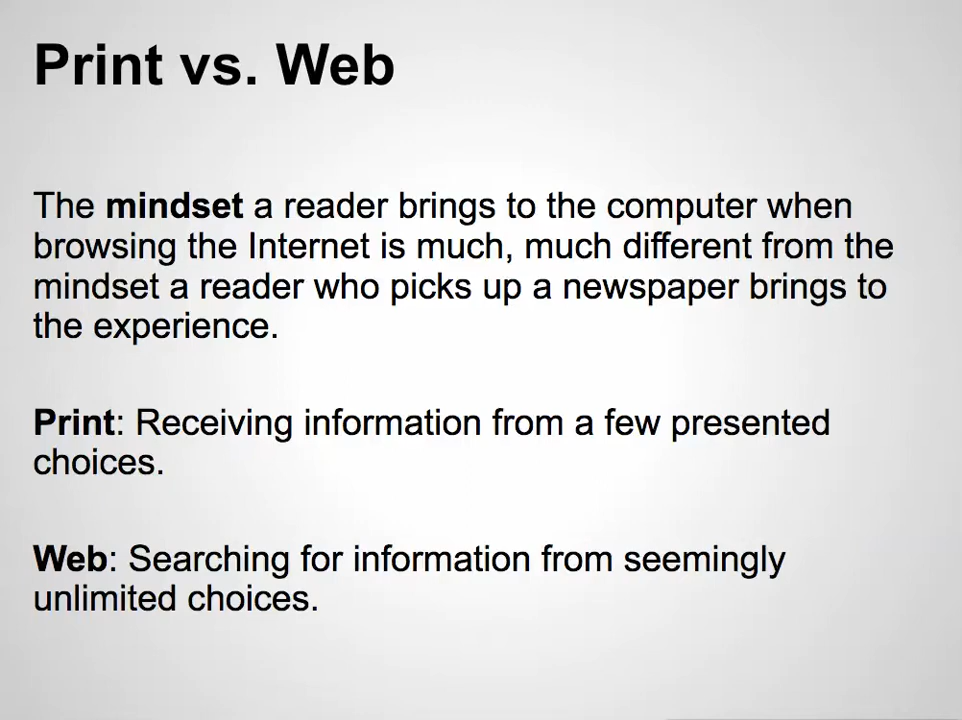 Print vs. Web
The mindset a reader brings to the computer when
browsing the Internet is much, much different from the
mindset a reader who picks up a newspaper brings to
the experience.
Print: Receiving information from a few presented
choices.
Web: Searching for information from seemingly
unlimited choices.